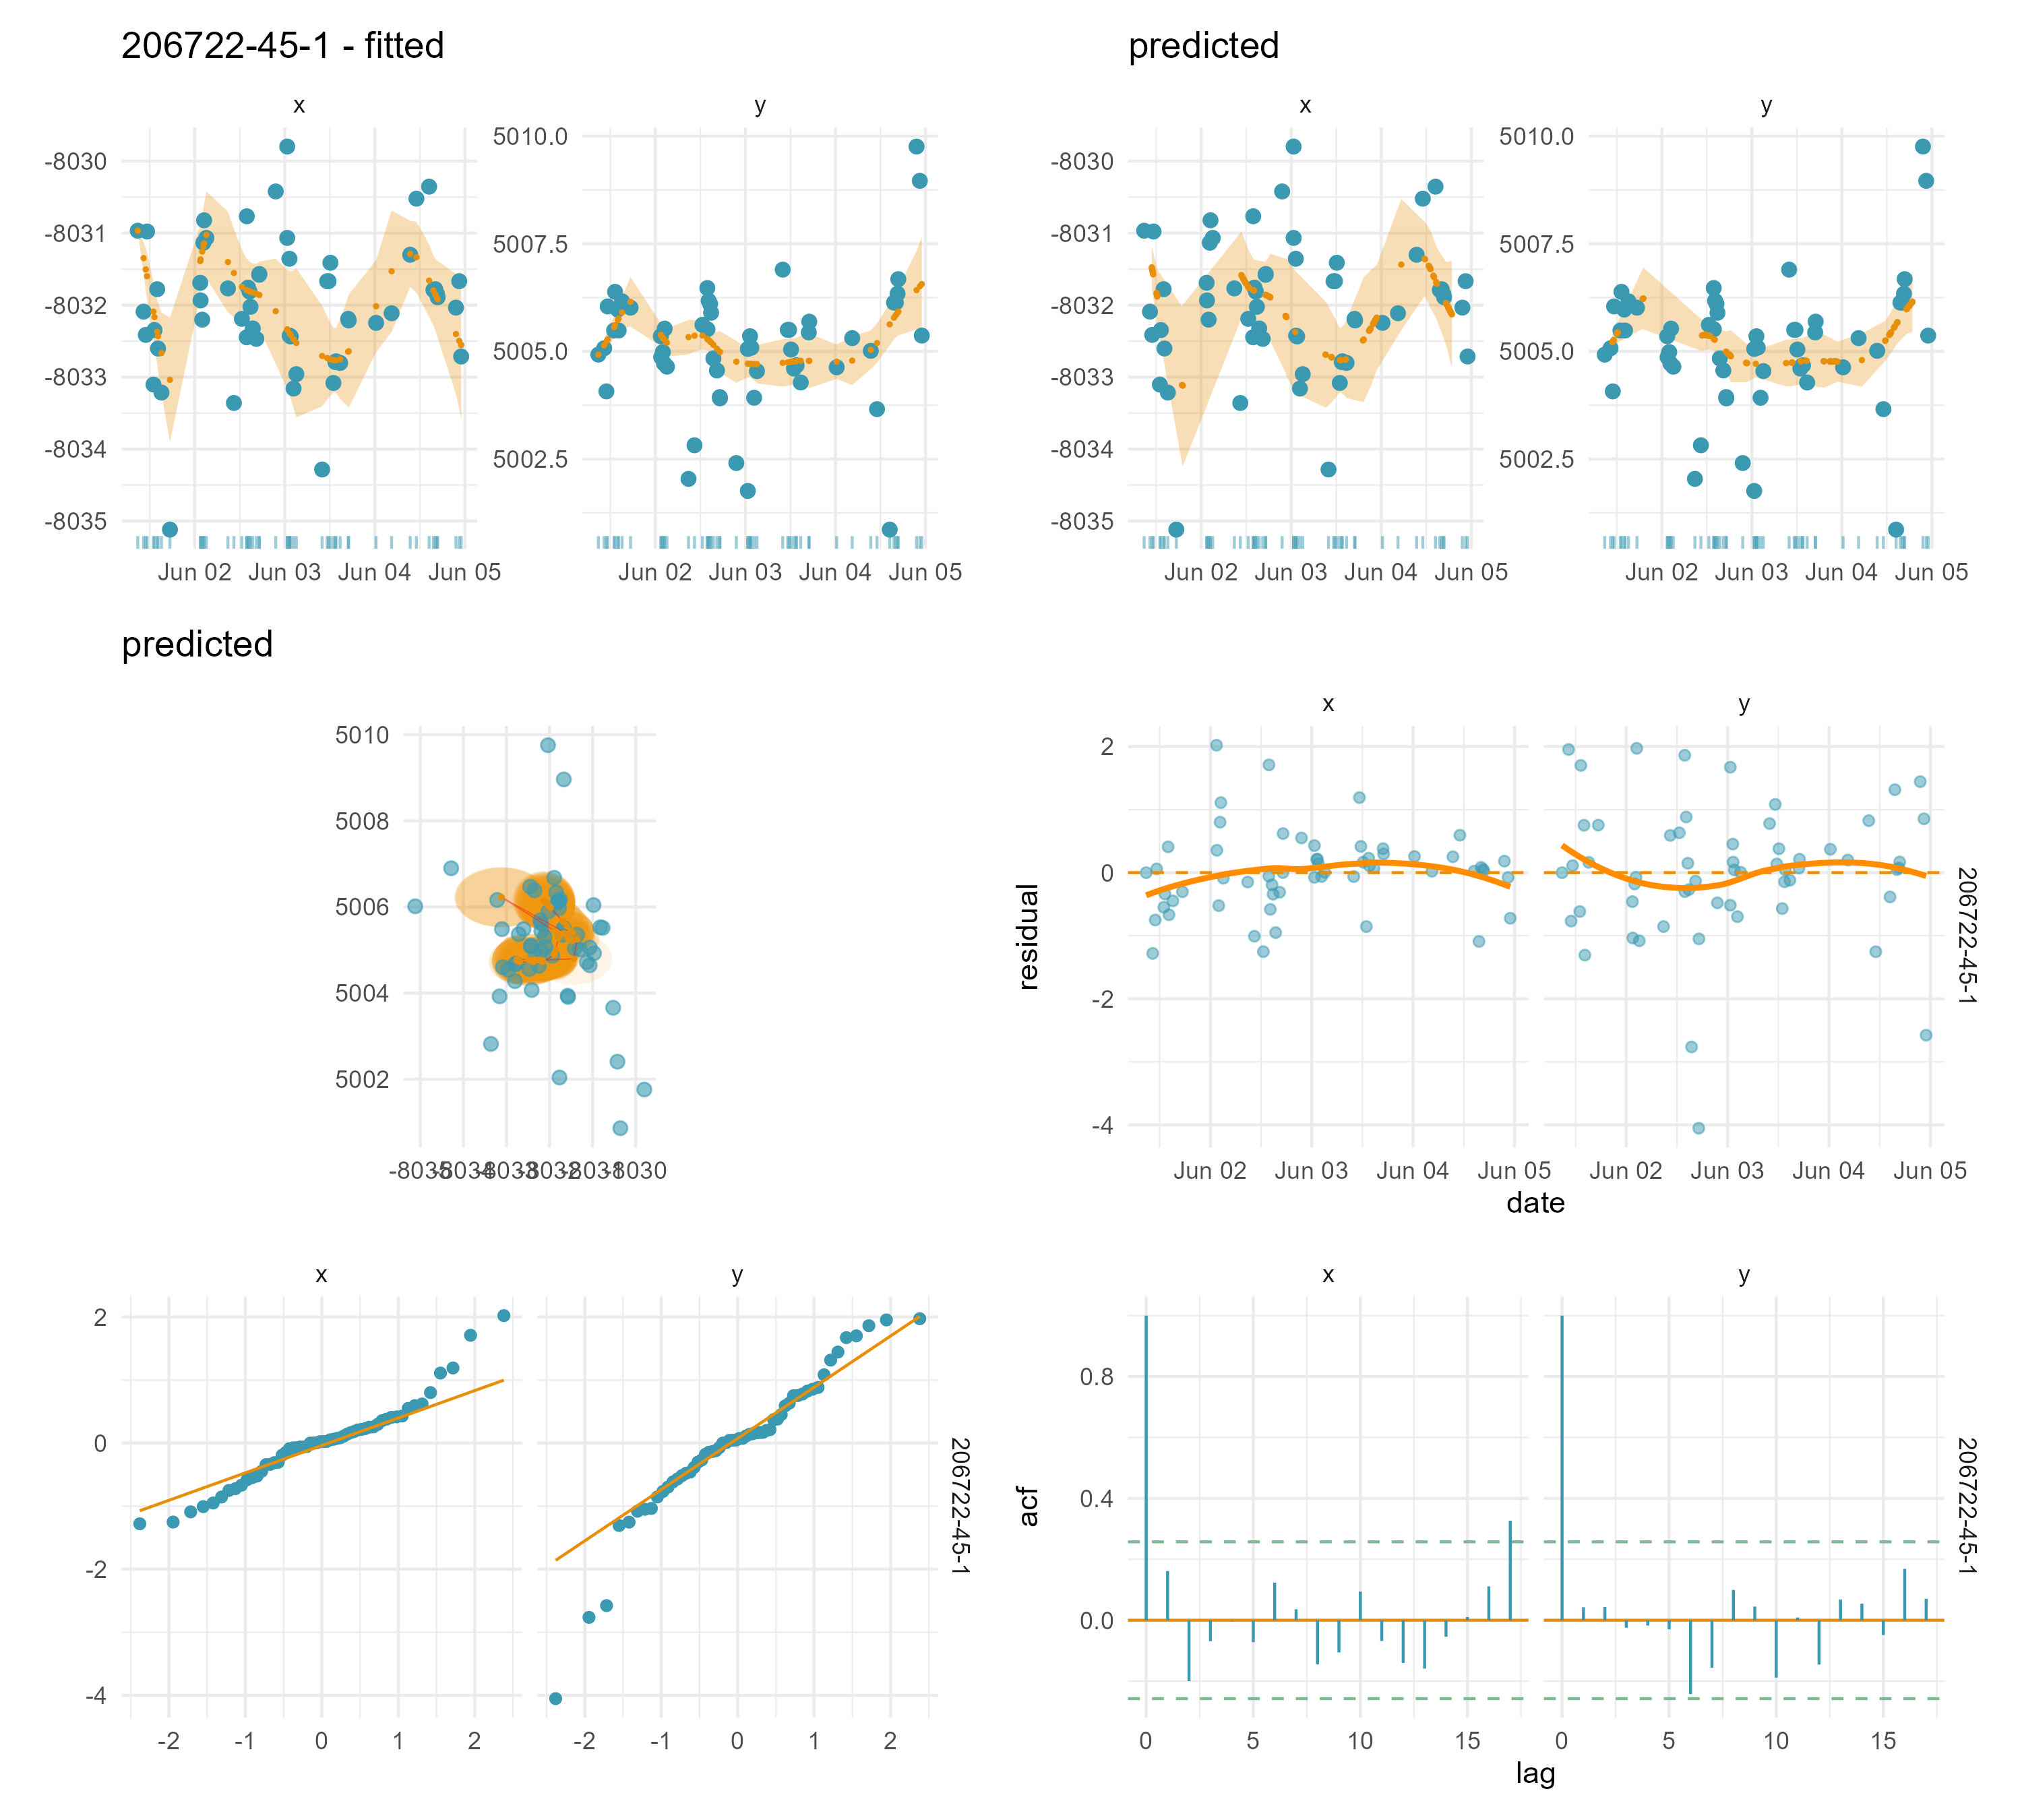 206722-45-1 - fitted
predicted
x
y
x
y
-8030
-8031
-8032
-8033
-8034
-8035
5010.0
5007.5
5005.0
5002.5
-8030
-8031
-8032
-8033
-8034
-8035
5010.0
5007.5
5005.0
5002.5
Jun 02 Jun 03 Jun 04 Jun 05
Jun 02 Jun 03 Jun 04 Jun 05
Jun 02 Jun 03 Jun 04 Jun 05
Jun 02 Jun 03 Jun 04 Jun 05
predicted
5010
5008
5006
5004
5002
-8035 -8034 -8033 -8032 -8031 -8030
x
y
residual
2
0
-2
-4
206722-45-1
Jun 02 Jun 03 Jun 04 Jun 05
Jun 02 Jun 03 Jun 04 Jun 05
date
x
y
2
0
-2
-4
206722-45-1
-2 -1 0 1 2
-2 -1 0 1 2
x
y
acf
0.8
0.4
0.0
206722-45-1
0 5 10 15
0 5 10 15
lag